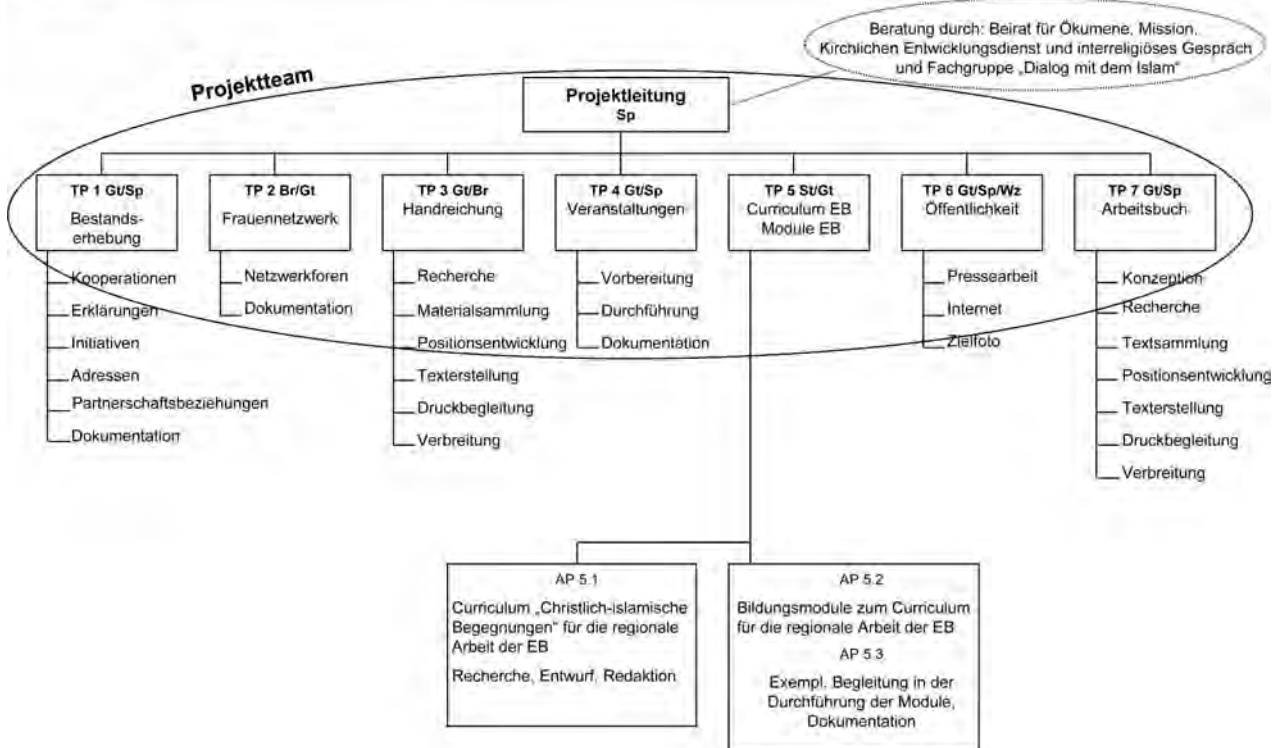 Beratung durch: Beirat für Ökumene, Mission,
Kirchlichen Entwicklungsdienst und interreligiöses Gespräch
und Fachgruppe „Dialog mit dem Islam“
Projektteam
Projektleitung
Sp
TP 1 Gt/Sp
Bestands-
erhebung
Kooperationen
Erklärungen
Initiativen
Adressen
Partnerschaftsbeziehungen
Dokumentation
TP 2 Br/Gt
Frauennetzwerk
Netzwerkforen
Dokumentation
TP 3 Gt/Br
Handreichung
Recherche
Materialsammlung
Positionsentwicklung
Texterstellung
Druckbegleitung
Verbreitung
TP 4 Gt/Sp
Veranstaltungen
Vorbereitung
Durchführung
Dokumentation
TP 5 St/Gt
Curriculum EB
Module EB
TP 6 Gt/Sp/Wz
Öffentlichkeit
Pressearbeit
Internet
Zielfoto
TP 7 Gt/Sp
Arbeitsbuch
Konzeption
Recherche
Textsammlung
Positionsentwicklung
Texterstellung
Druckbegleitung
Verbreitung
AP 5.1
Curriculum „Christlich-islamische
Begegnungen“ für die regionale
Arbeit der EB
Recherche, Entwurf, Redaktion
AP 5.2
Bildungsmodule zum Curriculum
für die regionale Arbeit der EB
AP 5.3
Exempl. Begleitung in der
Durchführung der Module,
Dokumentation